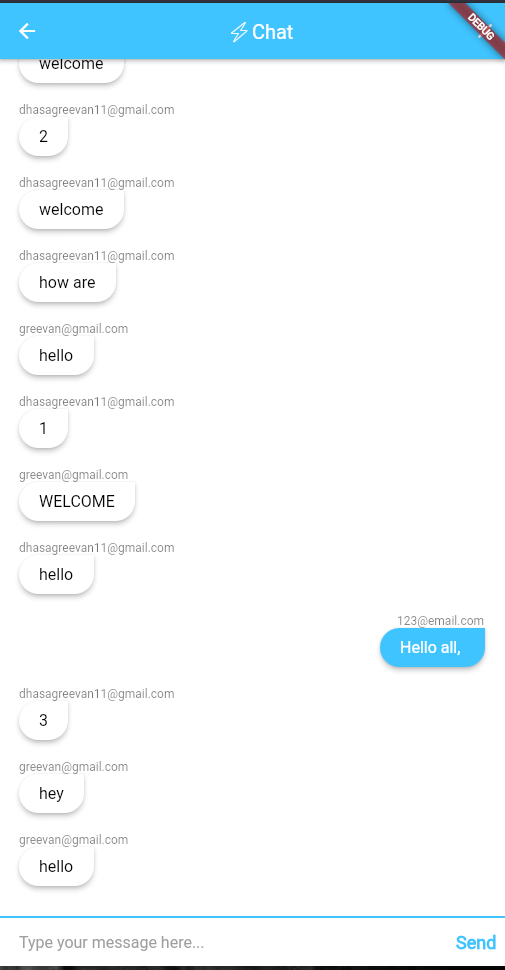 Chat
DEBUG
welcome
dhasagreevan11@gmail.com
2
dhasagreevan11@gmail.com
welcome
dhasagreevan11@gmail.com
how are
greevan@gmail.com
hello
dhasagreevan11@gmail.com
1
greevan@gmail.com
WELCOME
dhasagreevan11@gmail.com
hello
123@email.com
Hello all,
dhasagreevan11@gmail.com
3
greevan@gmail.com
hey
greevan@gmail.com
hello
Type your message here... Send